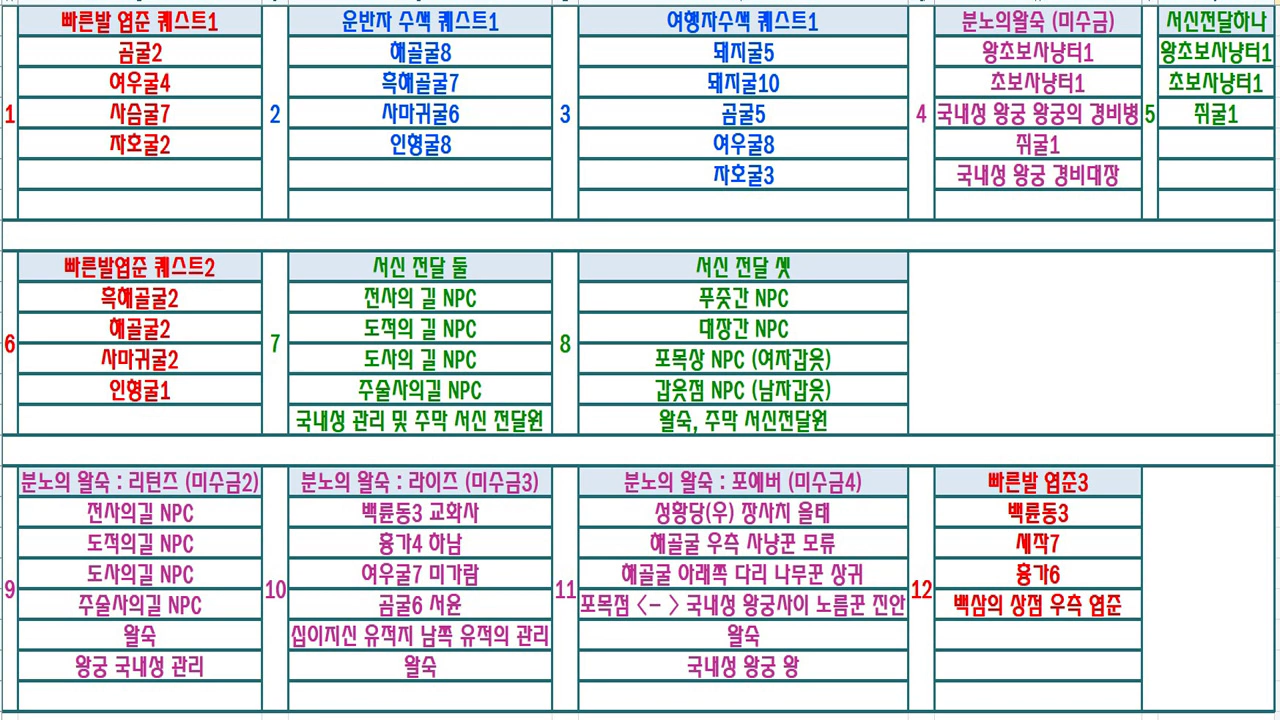 빠른발 염준 퀘스트1
곰굴2
여우굴4
사슴굴7
자호굴2
1
운반자 수색 퀘스트1
해골굴8
흑해골굴7
사마귀굴6
인형굴8
2
여행자수색 퀘스트1
돼지굴5
돼지굴10
곰굴5
여우굴8
자호굴3
3
분노의왈숙 (미수금)
왕초보사냥터1
초보사냥터1
국내성 왕궁 왕궁의 경비병
쥐굴1
국내성 왕궁 경비대장
4
서신전달하나
왕초보사냥터1
초보사냥터1
쥐굴1
5
빠른발염준 퀘스트2
흑해골굴2
해골굴2
사마귀굴2
인형굴1
6
서신 전달 둘
전사의 길 NPC
도적의 길 NPC
도사의 길 NPC
주술사의길 NPC
국내성 관리 및 주막 서신 전달원
7
서신 전달 셋
푸줏간 NPC
대장간 NPC
포목상 NPC (여자갑옷)
갑옷점 NPC (남자갑옷)
왈숙, 주막 서신전달원
8
분노의 왈숙 : 리턴즈 (미수금2)
전사의길 NPC
도적의길 NPC
도사의길 NPC
주술사의길 NPC
왈숙
왕궁 국내성 관리
9
분노의 왈숙 : 라이즈 (미수금3)
백륜동3 교화사
흉가4 하남
여우굴7 미가람
곰굴6 서윤
십이지신 유적지 남쪽 유적의 관리
왈숙
10
분노의 왈숙 : 포에버 (미수금4)
성황당(우) 장사치 을태
해골굴 우측 사냥꾼 모류
해골굴 아래쪽 다리 나무꾼 상귀
포목점 < - > 국내성 왕궁사이 노름꾼 진안
왈숙
국내성 왕궁 왕
11
빠른발 염준3
백륜동3
세작7
흉가6
백삼의 상점 우측 염준
12